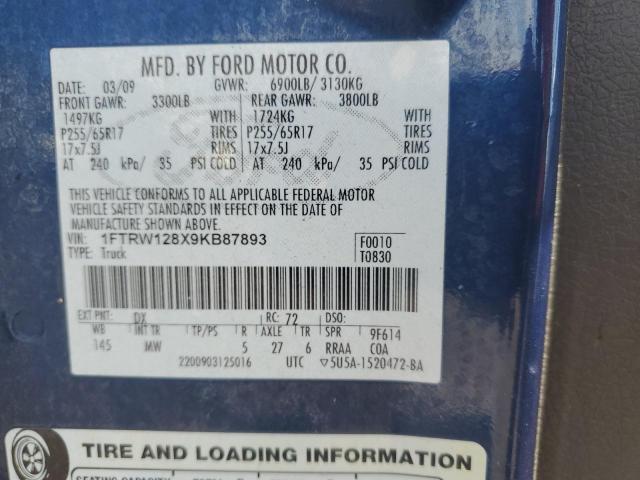 MFD. BY FORD MOTOR CO.
DATE: 03/09 GVWR: 6900LB/ 3130KG
FRONT GAWR: 3300LB REAR GAWR: 3800LB
1497KG WITH 1724KG WITH
P255/65R17 TIRES P255/65R17 TIRES
17x7.5J RIMS 17x7.5J RIMS
AT 240 kPa/ 35 PSI COLD AT 240 kPa/ 35 PSI COLD
THIS VEHICLE CONFORMS TO ALL APPLICABLE FEDERAL MOTOR
VEHICLE SAFETY STANDARDS IN EFFECT ON THE DATE OF
MANUFACTURE SHOWN ABOVE.
VIN: 1FTRW128X9KB87893 F0010
TYPE: Truck T0830
EXT PNT: DX RC: 72 DSO:
WB INT TR TP/PS R AXLE TR SPR 9F614
145 MW 5 27 6 RRAA COA
2200903125016 UTC ▽5U5A-1520472-BA
TIRE AND LOADING INFORMATION
SEATING CAPACITY